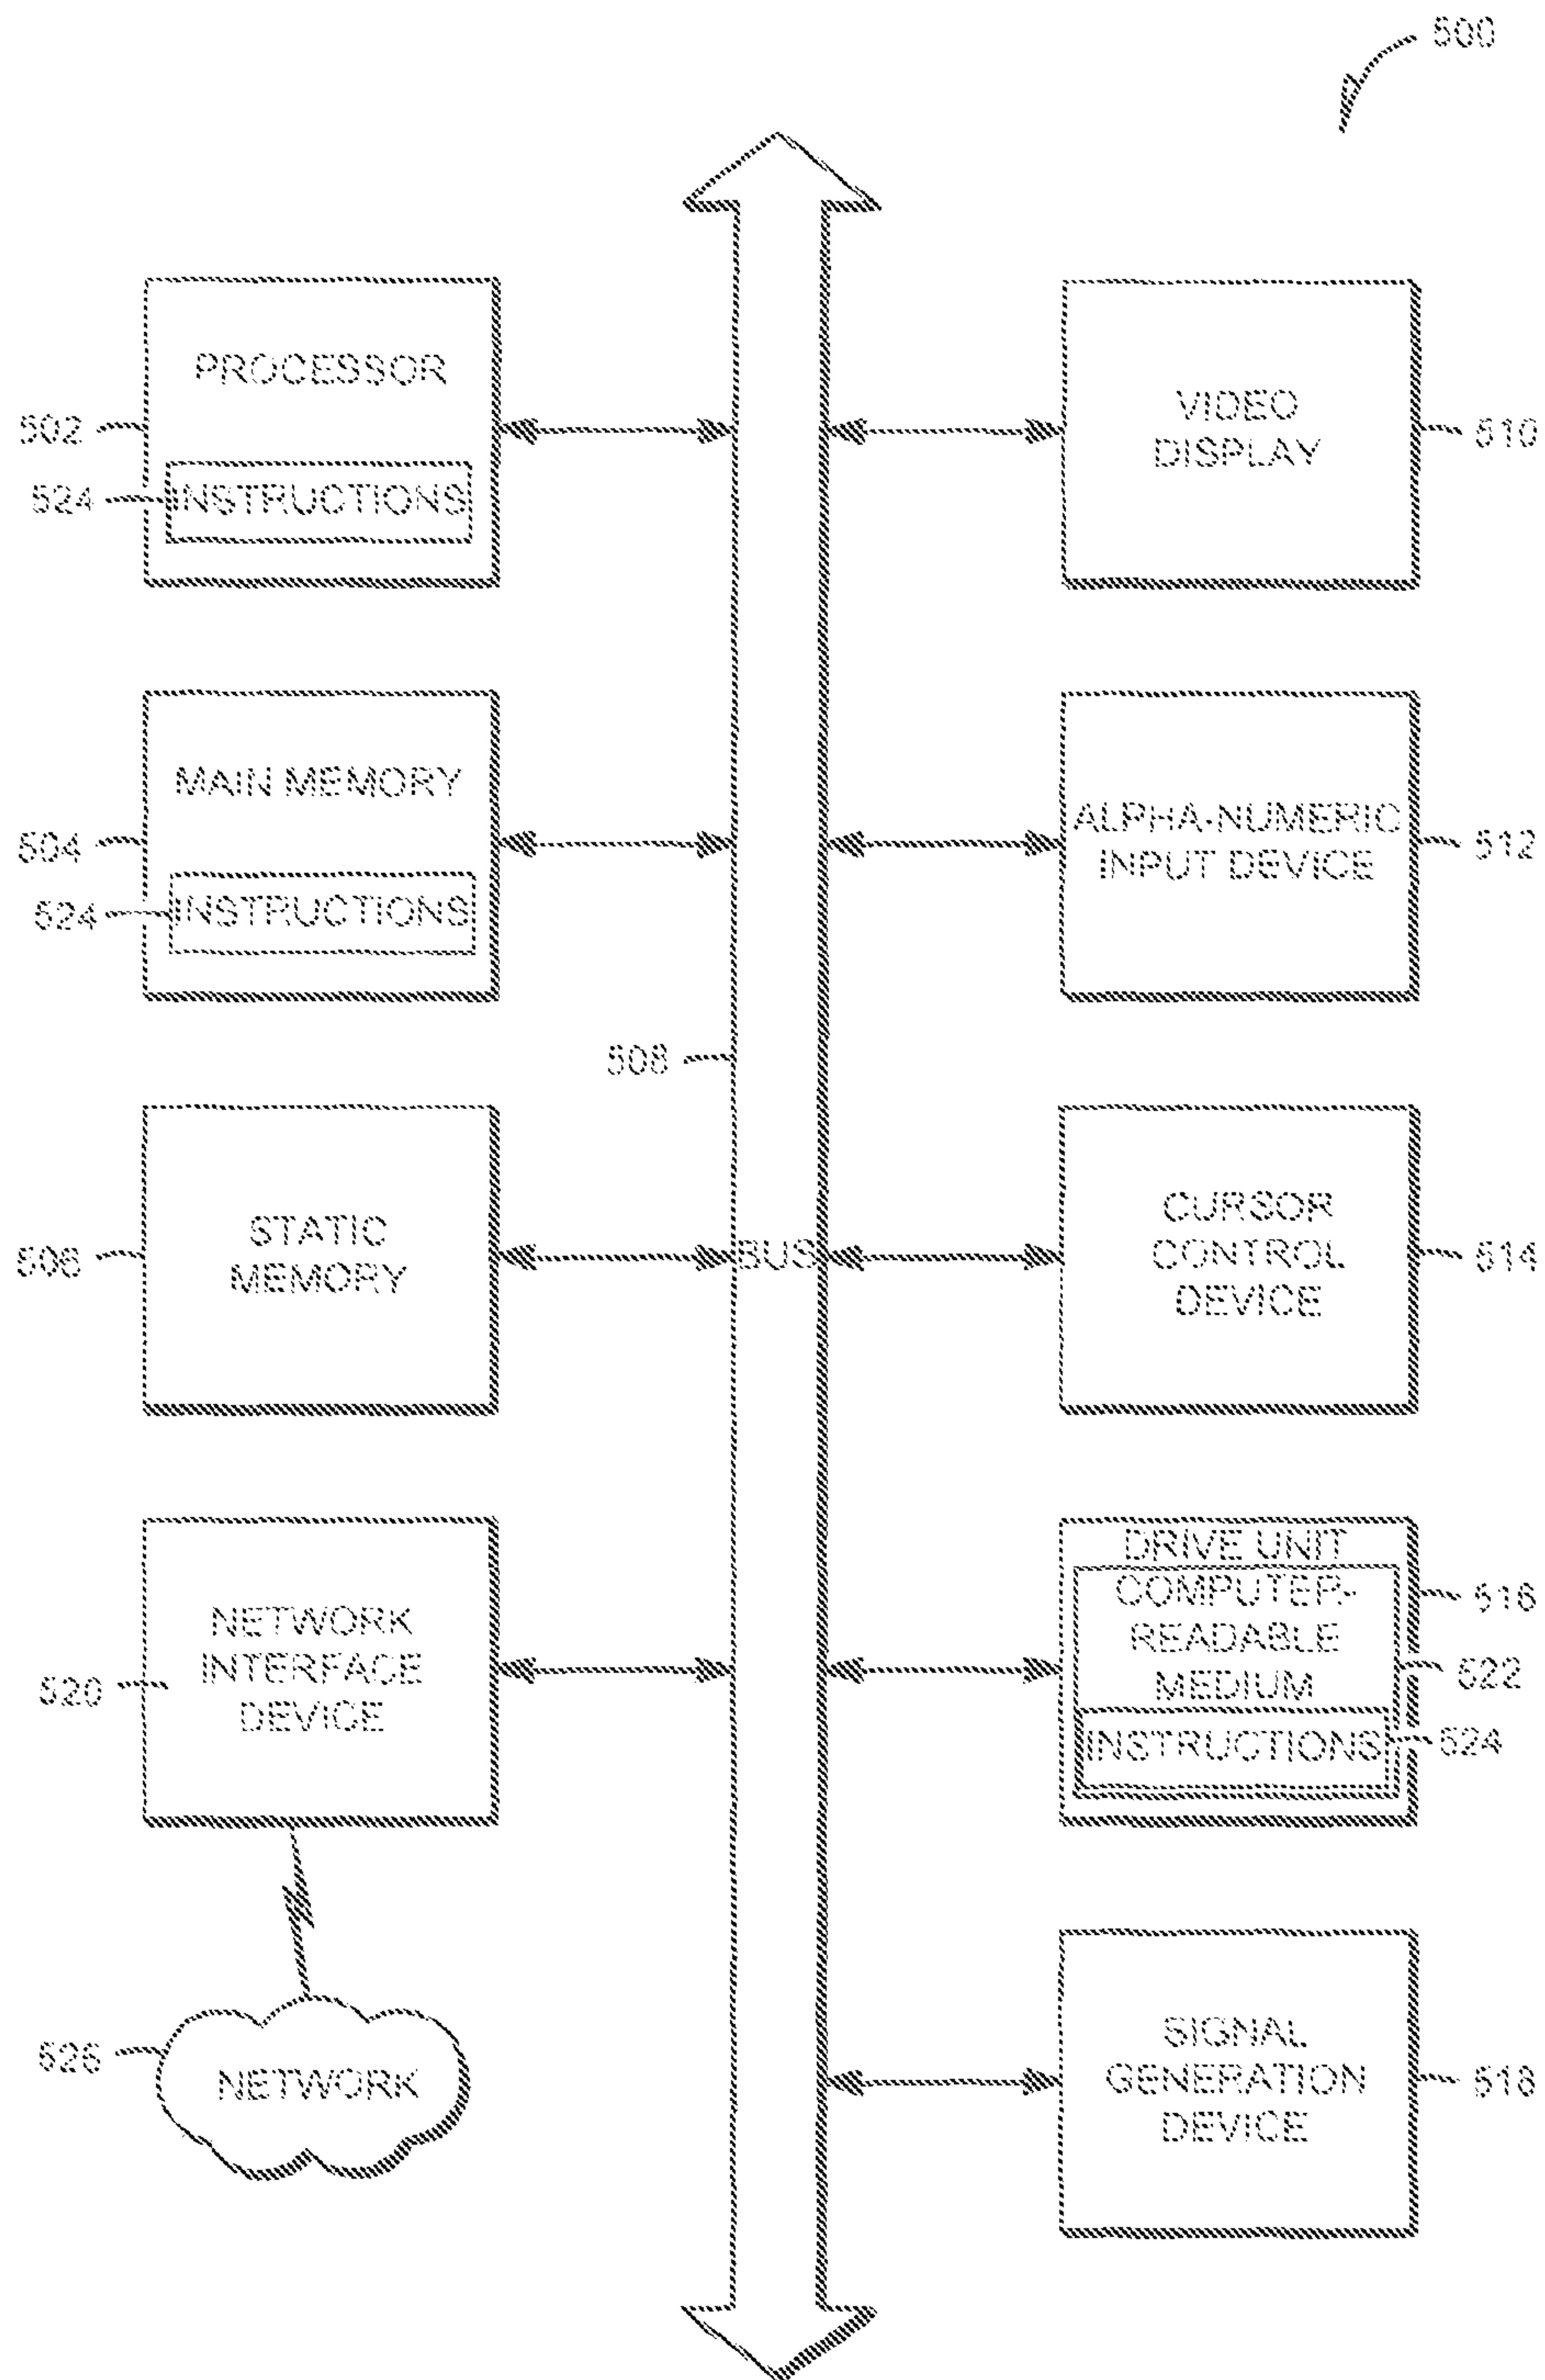 500
PROCESSOR
502
524
INSTRUCTIONS
VIDEO
DISPLAY
510
MAIN MEMORY
504
524
INSTRUCTIONS
ALPHA-NUMERIC
INPUT DEVICE
512
508
STATIC
MEMORY
506
BUS
CURSOR
CONTROL
DEVICE
514
NETWORK
INTERFACE
DEVICE
520
DRIVE UNIT
COMPUTER-
READABLE
MEDIUM
516
522
INSTRUCTIONS
524
526
NETWORK
SIGNAL
GENERATION
DEVICE
518